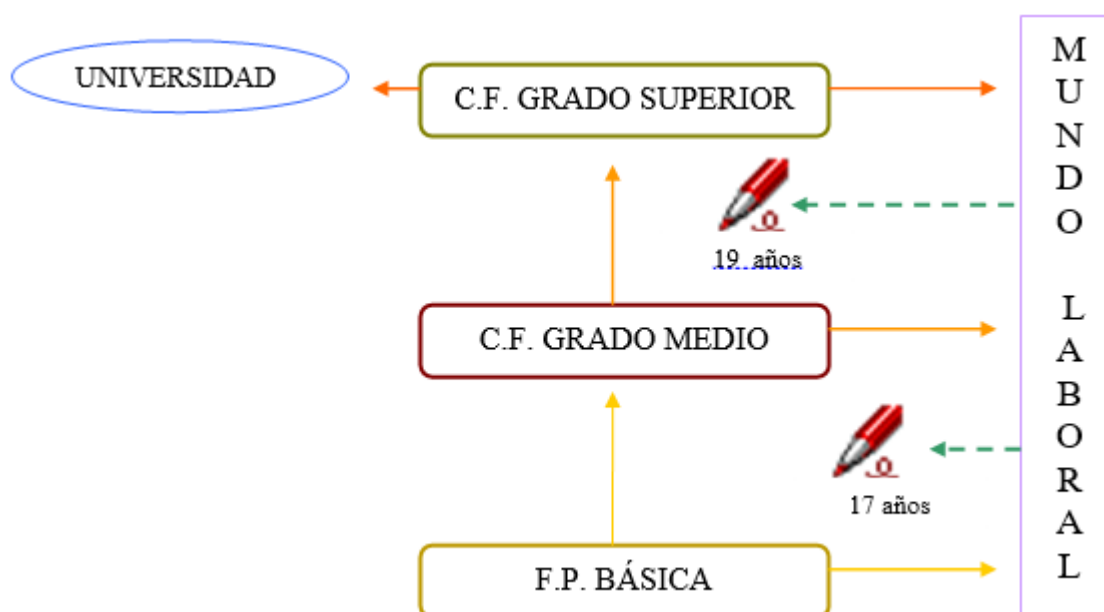 UNIVERSIDAD
C.F. GRADO SUPERIOR
19 años
C.F. GRADO MEDIO
17 años
F.P. BÁSICA
M
U
N
D
O
L
A
B
O
R
A
L